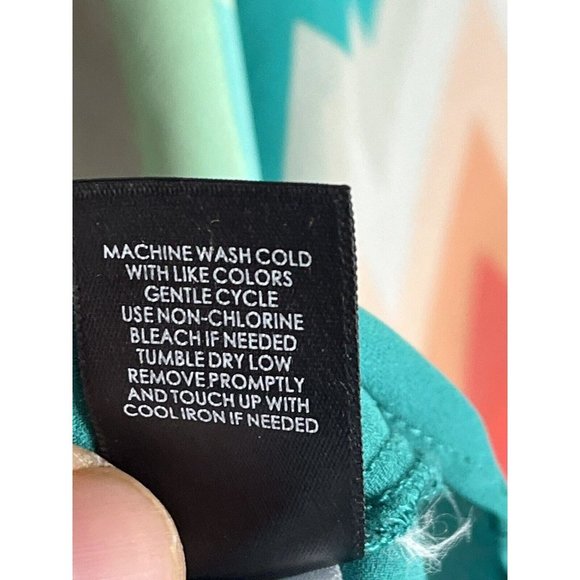 MACHINE WASH COLD
WITH LIKE COLORS
GENTLE CYCLE
USE NON-CHLORINE
BLEACH IF NEEDED
TUMBLE DRY LOW
REMOVE PROMPTLY
AND TOUCH UP WITH
COOL IRON IF NEEDED